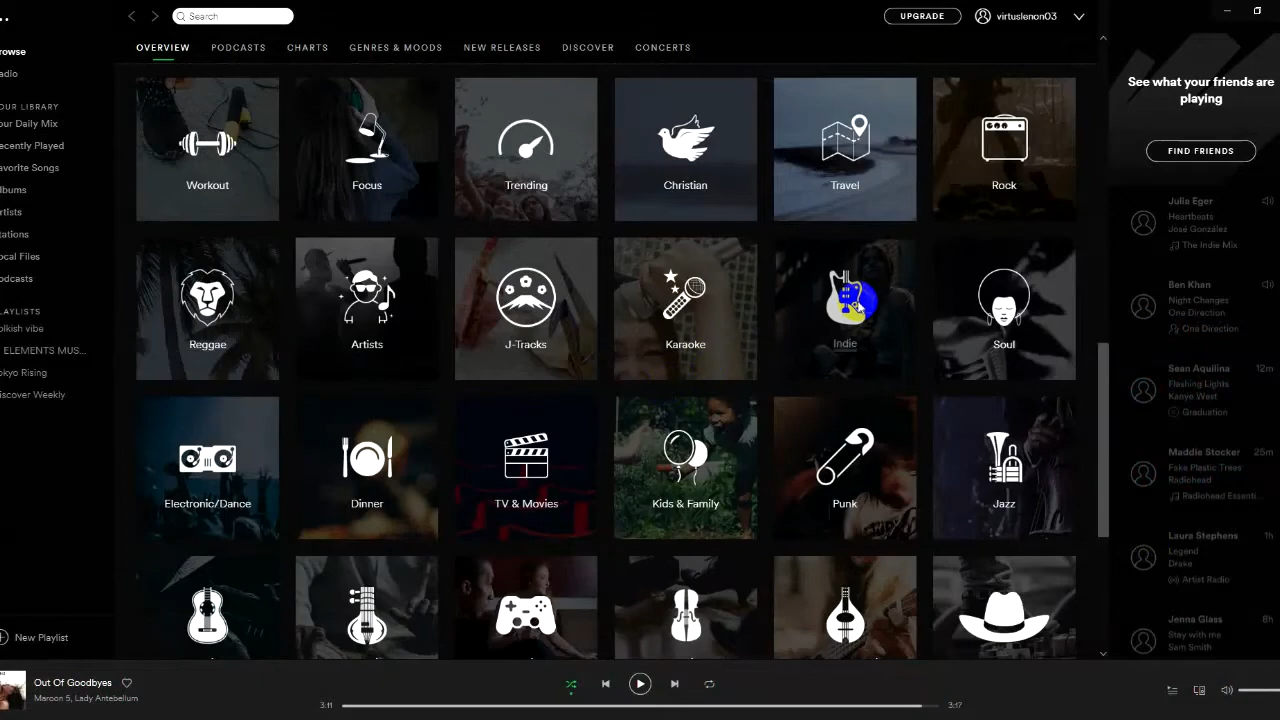 Search
UPGRADE
virtuslenon03
OVERVIEW
PODCASTS
CHARTS
GENRES & MOODS
NEW RELEASES
DISCOVER
CONCERTS
rowse
adio
OUR LIBRARY
our Daily Mix
ecently Played
avorite Songs
lbums
rtists
tations
ocal Files
odcasts
LAYLISTS
olkish vibe
ELEMENTS MUS...
okyo Rising
iscover Weekly
New Playlist
Workout
Focus
Trending
Christian
Travel
Rock
Reggae
Artists
J-Tracks
Karaoke
Indie
Soul
Electronic/Dance
Dinner
TV & Movies
Kids & Family
Punk
Jazz
See what your friends are
playing
FIND FRIENDS
Julia Eger
Heartbeats
José González
The Indie Mix
Ben Khan
Night Changes
One Direction
One Direction
Sean Aquilina 12m
Flashing Lights
Kanye West
Graduation
Maddie Stocker 25m
Fake Plastic Trees
Radiohead
Radiohead Essenti...
Laura Stephens 1h
Legend
Drake
Artist Radio
Jenna Glass 8h
Stay with me
Sam Smith
Out Of Goodbyes
Maroon 5, Lady Antebellum
3:11
3:17